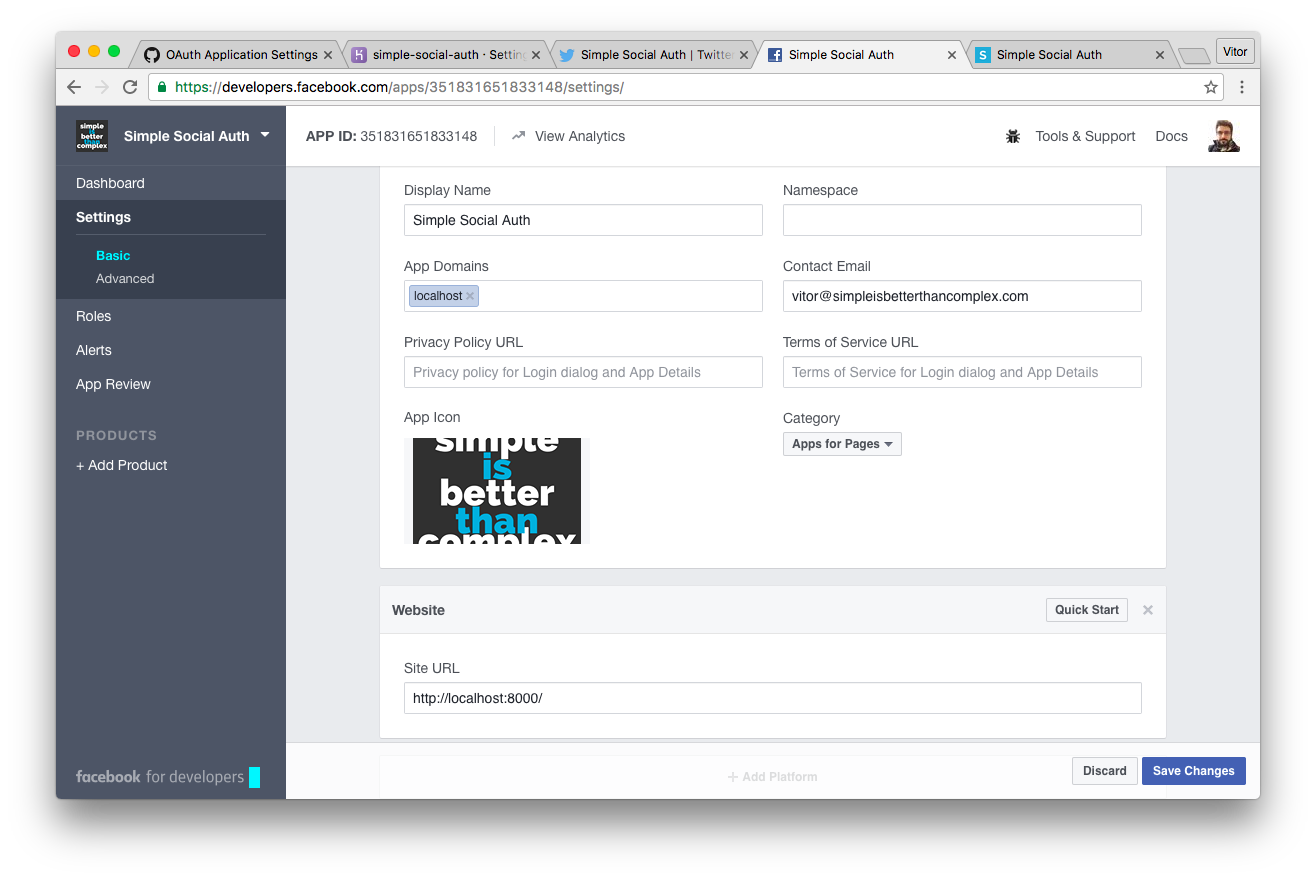 OAuth Application Settings
simple-social-auth · Setting
Simple Social Auth | Twitter
Simple Social Auth
Simple Social Auth
Vitor
https://developers.facebook.com/apps/351831651833148/settings/
simple
is
better
than
complex
Simple Social Auth
APP ID: 351831651833148
View Analytics
Tools & Support
Docs
Dashboard
Settings
Basic
Advanced
Roles
Alerts
App Review
PRODUCTS
+ Add Product
facebook for developers
Display Name
Simple Social Auth
Namespace
App Domains
localhost
Contact Email
vitor@simpleisbetterthancomplex.com
Privacy Policy URL
Privacy policy for Login dialog and App Details
Terms of Service URL
Terms of Service for Login dialog and App Details
App Icon
simple
is
better
than
complex
Category
Apps for Pages
Website
Quick Start
Site URL
http://localhost:8000/
+ Add Platform
Discard
Save Changes